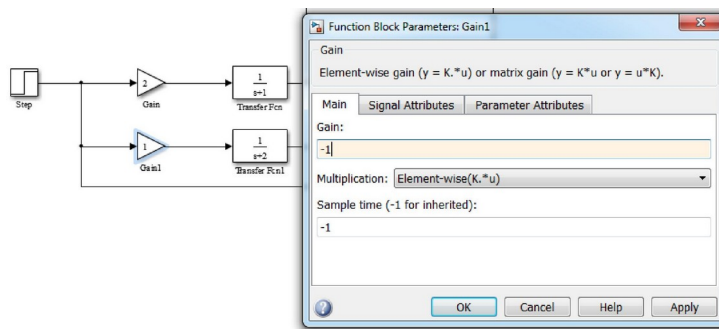 Function Block Parameters: Gain1
Gain
Element-wise gain (y = K.*u) or matrix gain (y = K*u or y = u*K).
Main Signal Attributes Parameter Attributes
Gain:
-1
Multiplication: Element-wise(K.*u)
Sample time (-1 for inherited):
-1
OK Cancel Help Apply
Step
2
Gain
1
s+1
Transfer Fcn
1
Gain1
1
s+2
Transfer Fcn1